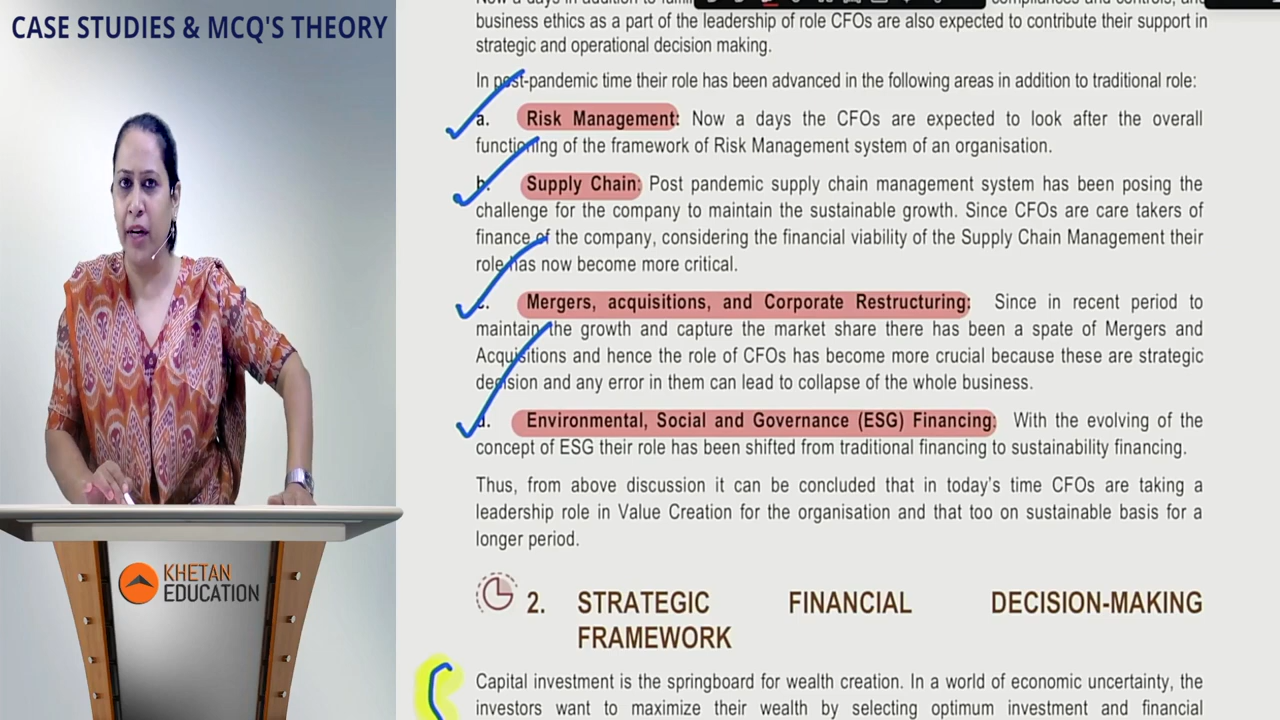 CASE STUDIES & MCQ'S THEORY
compliances and controls, and
business ethics as a part of the leadership of role CFOs are also expected to contribute their support in
strategic and operational decision making.
In post-pandemic time their role has been advanced in the following areas in addition to traditional role:
a. Risk Management: Now a days the CFOs are expected to look after the overall
functioning of the framework of Risk Management system of an organisation.
b. Supply Chain: Post pandemic supply chain management system has been posing the
challenge for the company to maintain the sustainable growth. Since CFOs are care takers of
finance of the company, considering the financial viability of the Supply Chain Management their
role has now become more critical.
c. Mergers, acquisitions, and Corporate Restructuring: Since in recent period to
maintain the growth and capture the market share there has been a spate of Mergers and
Acquisitions and hence the role of CFOs has become more crucial because these are strategic
decision and any error in them can lead to collapse of the whole business.
d. Environmental, Social and Governance (ESG) Financing: With the evolving of the
concept of ESG their role has been shifted from traditional financing to sustainability financing.
Thus, from above discussion it can be concluded that in today's time CFOs are taking a
leadership role in Value Creation for the organisation and that too on sustainable basis for a
longer period.
2. STRATEGIC FINANCIAL DECISION-MAKING
FRAMEWORK
Capital investment is the springboard for wealth creation. In a world of economic uncertainty, the
investors want to maximize their wealth by selecting optimum investment and financial
KHETAN
EDUCATION